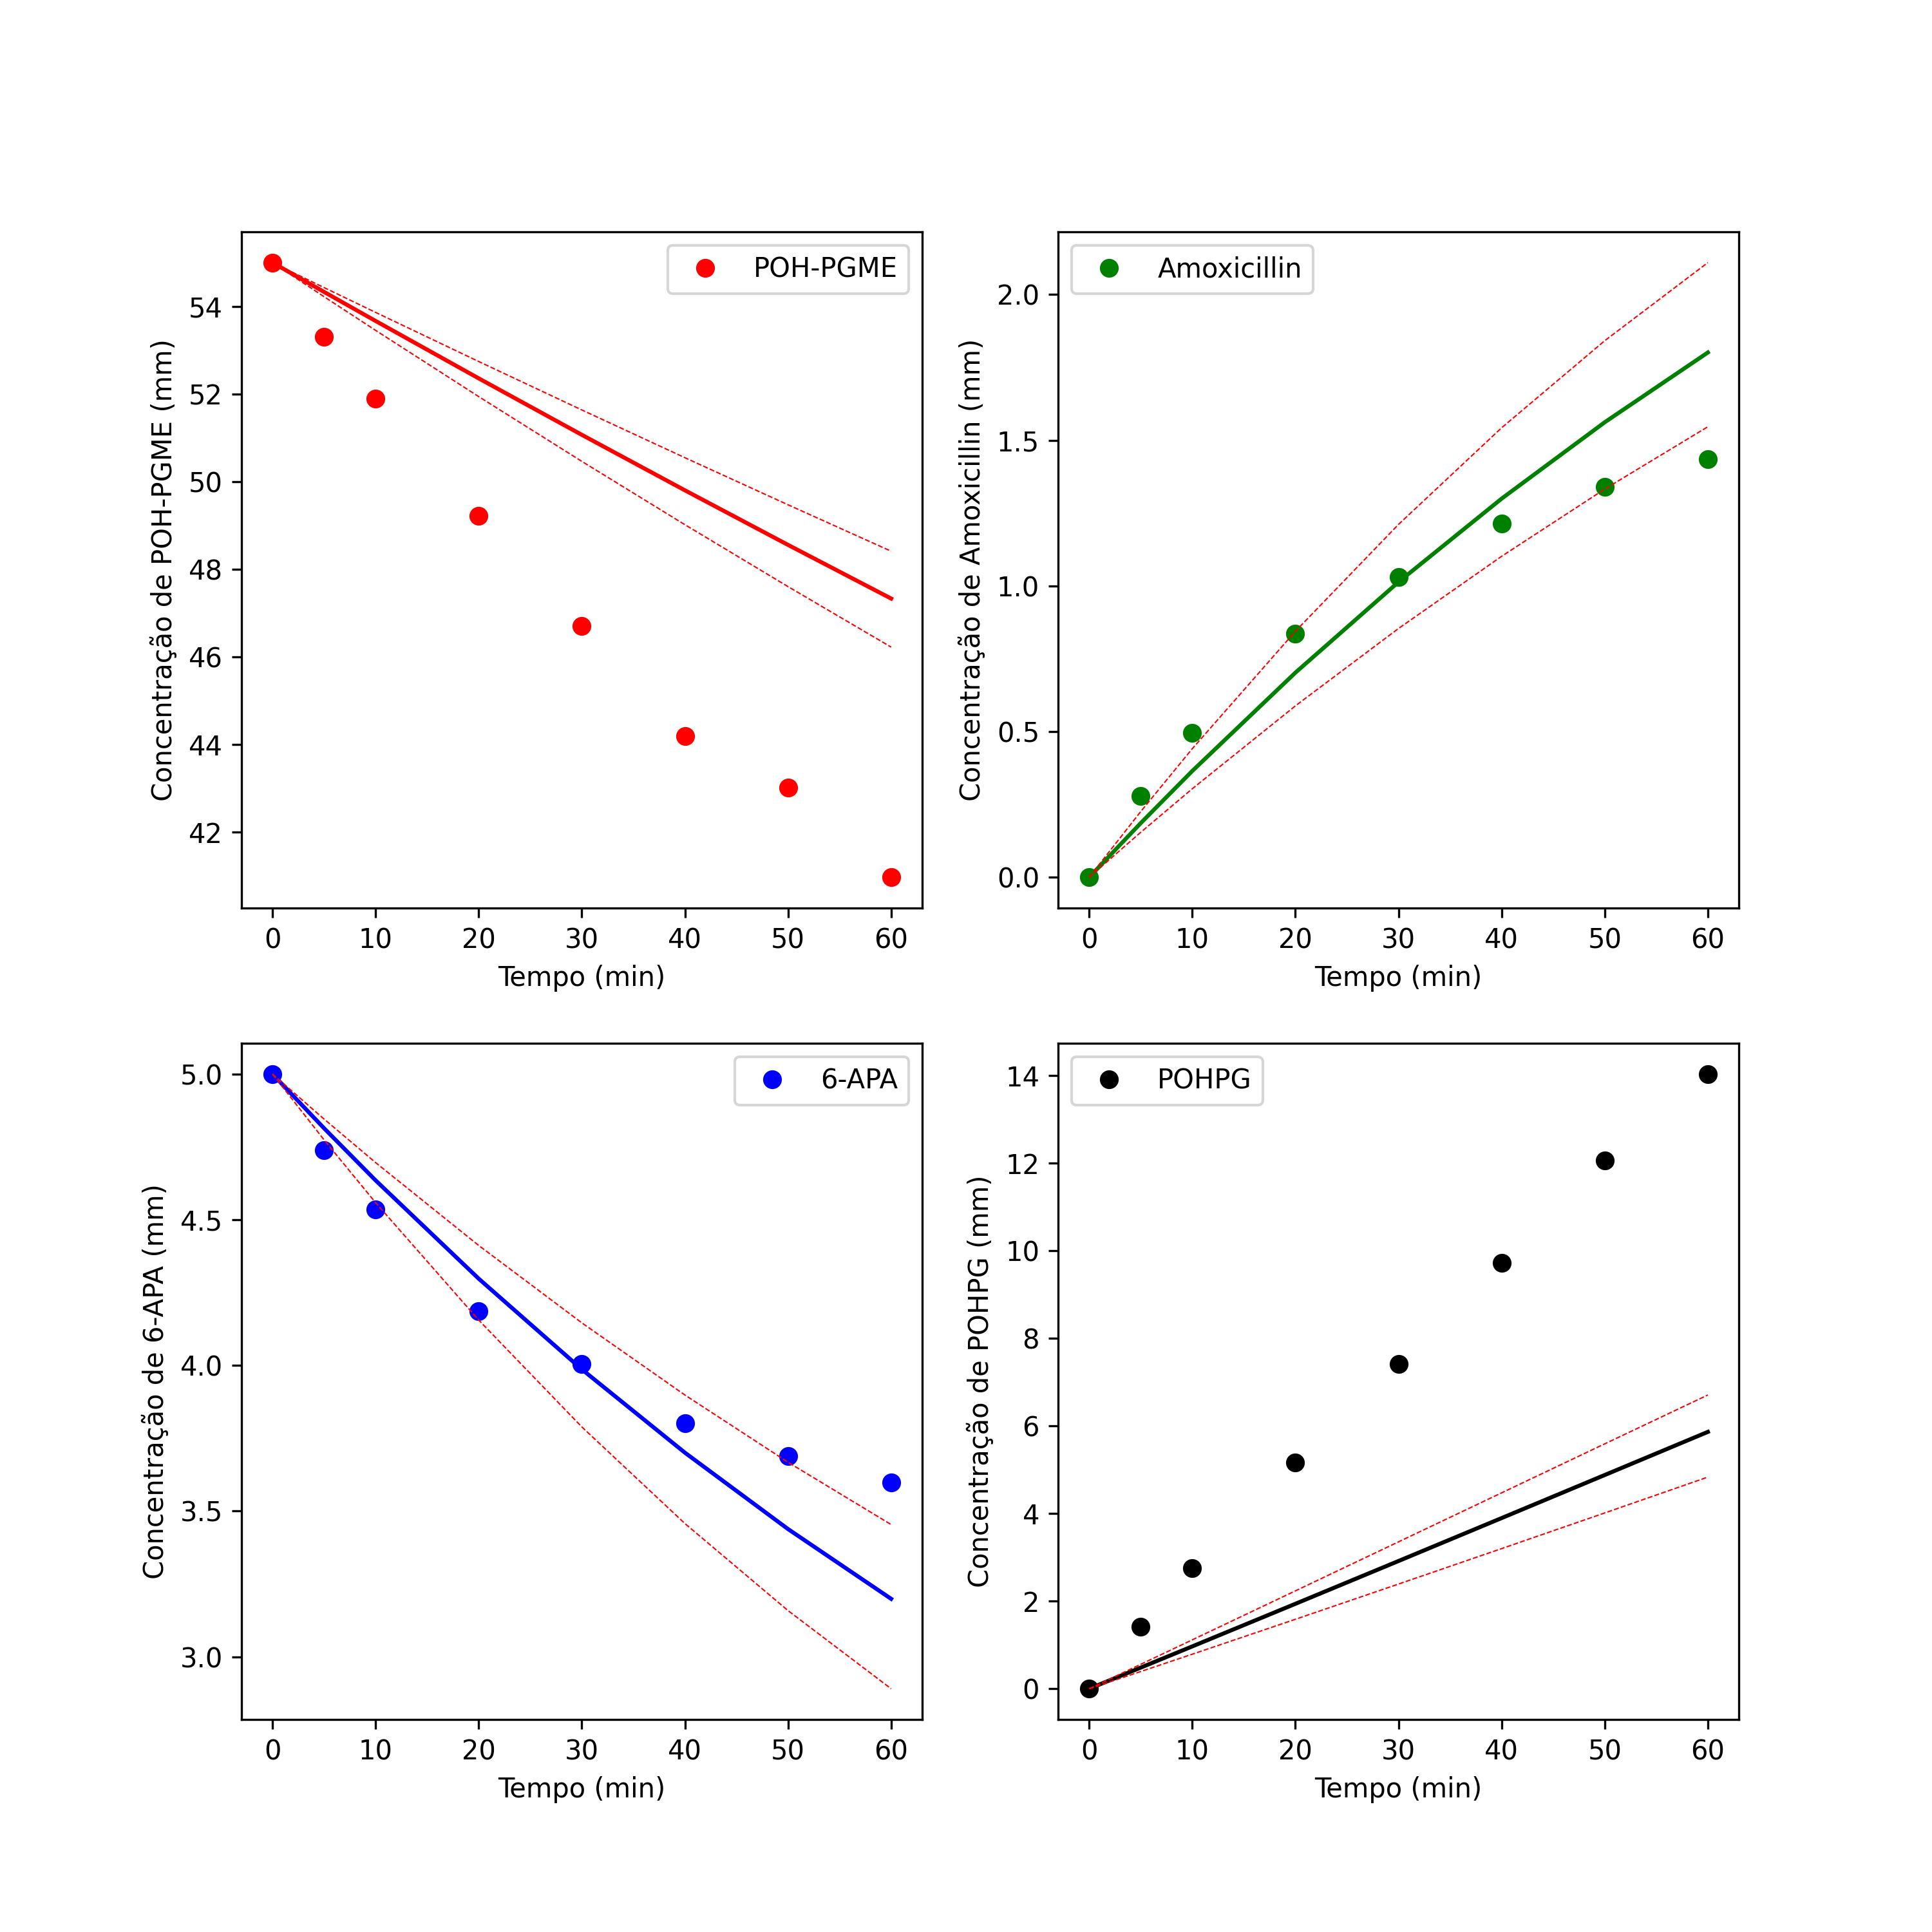 POH-PGME
Concentração de POH-PGME (mm)
54
52
50
48
46
44
42
0 10 20 30 40 50 60
Tempo (min)
Amoxicillin
Concentração de Amoxicillin (mm)
2.0
1.5
1.0
0.5
0.0
0 10 20 30 40 50 60
Tempo (min)
6-APA
Concentração de 6-APA (mm)
5.0
4.5
4.0
3.5
3.0
0 10 20 30 40 50 60
Tempo (min)
POHPG
Concentração de POHPG (mm)
14
12
10
8
6
4
2
0
0 10 20 30 40 50 60
Tempo (min)